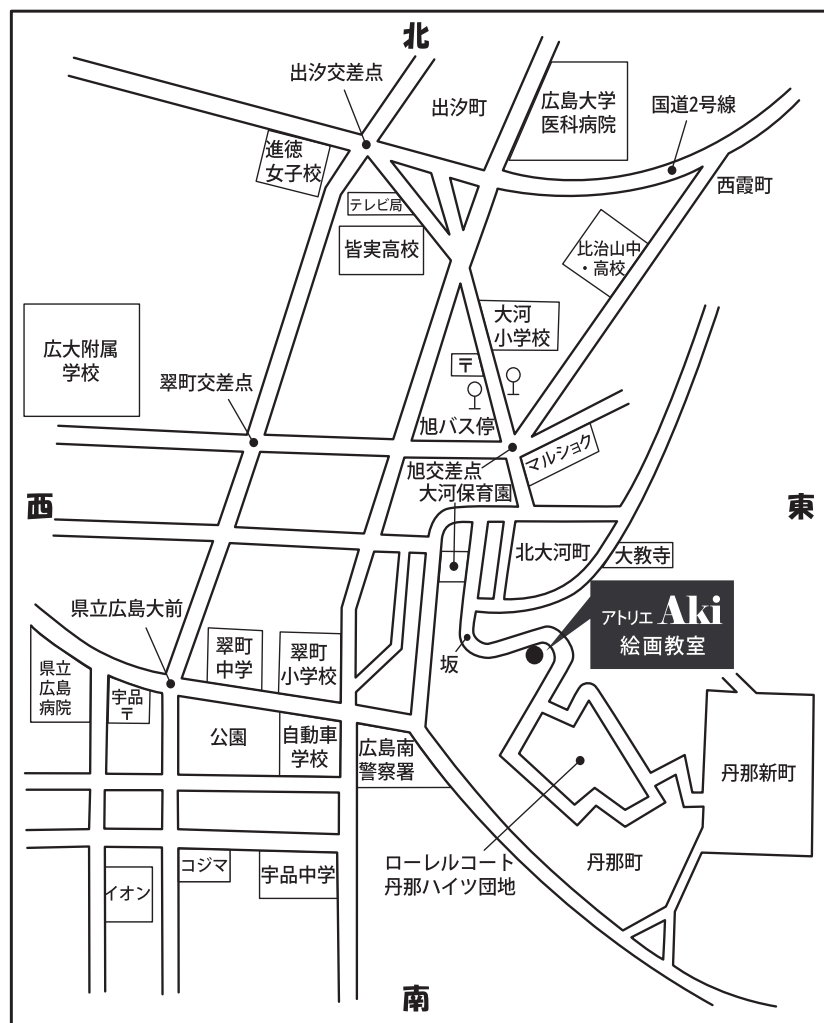 北
出汐交差点
出汐町
広島大学
医科病院
国道2号線
進徳
女子校
西霞町
テレビ局
皆実高校
比治山中
・高校
大河
小学校
広大附属
学校
〒
翠町交差点
旭バス停
マルショク
旭交差点
大河保育園
西
東
北大河町
大教寺
アトリエ Aki
絵画教室
県立広島大前
翠町
中学
翠町
小学校
坂
県立
広島
病院
宇品
〒
公園
自動車
学校
広島南
警察署
丹那新町
ローレルコート
丹那ハイツ団地
丹那町
コジマ
宇品中学
イオン
南